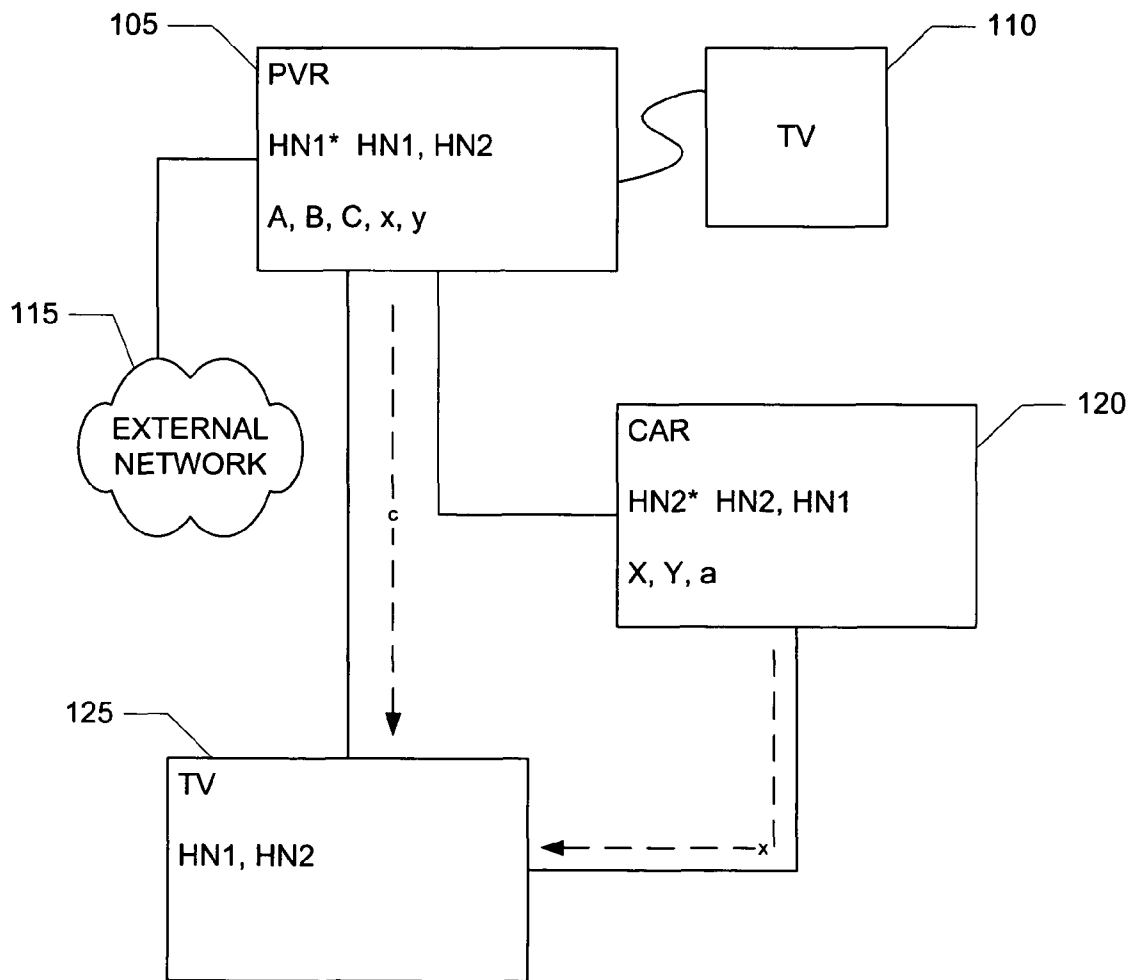 105
110
PVR
HN1* HN1, HN2
A, B, C, x, y
TV
115
EXTERNAL
NETWORK
c
120
CAR
HN2* HN2, HN1
X, Y, a
125
TV
HN1, HN2
x